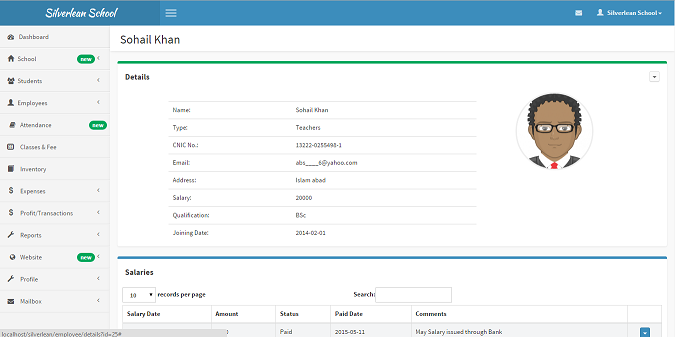 Silverlean School
Silverlean School
Sohail Khan
Dashboard
School new
Students
Employees
Attendance new
Classes & Fee
Inventory
Expenses
Profit/Transactions
Reports
Website new
Profile
Mailbox
Details
Name: Sohail Khan
Type: Teachers
CNIC No.: 13222-0255498-1
Email: abs____6@yahoo.com
Address: Islam abad
Salary: 20000
Qualification: BSc
Joining Date: 2014-02-01
Salaries
10 records per page Search:
Salary Date Amount Status Paid Date Comments
Paid 2015-05-11 May Salary issued through Bank
localhost/silverlean/employee/details?id=25#